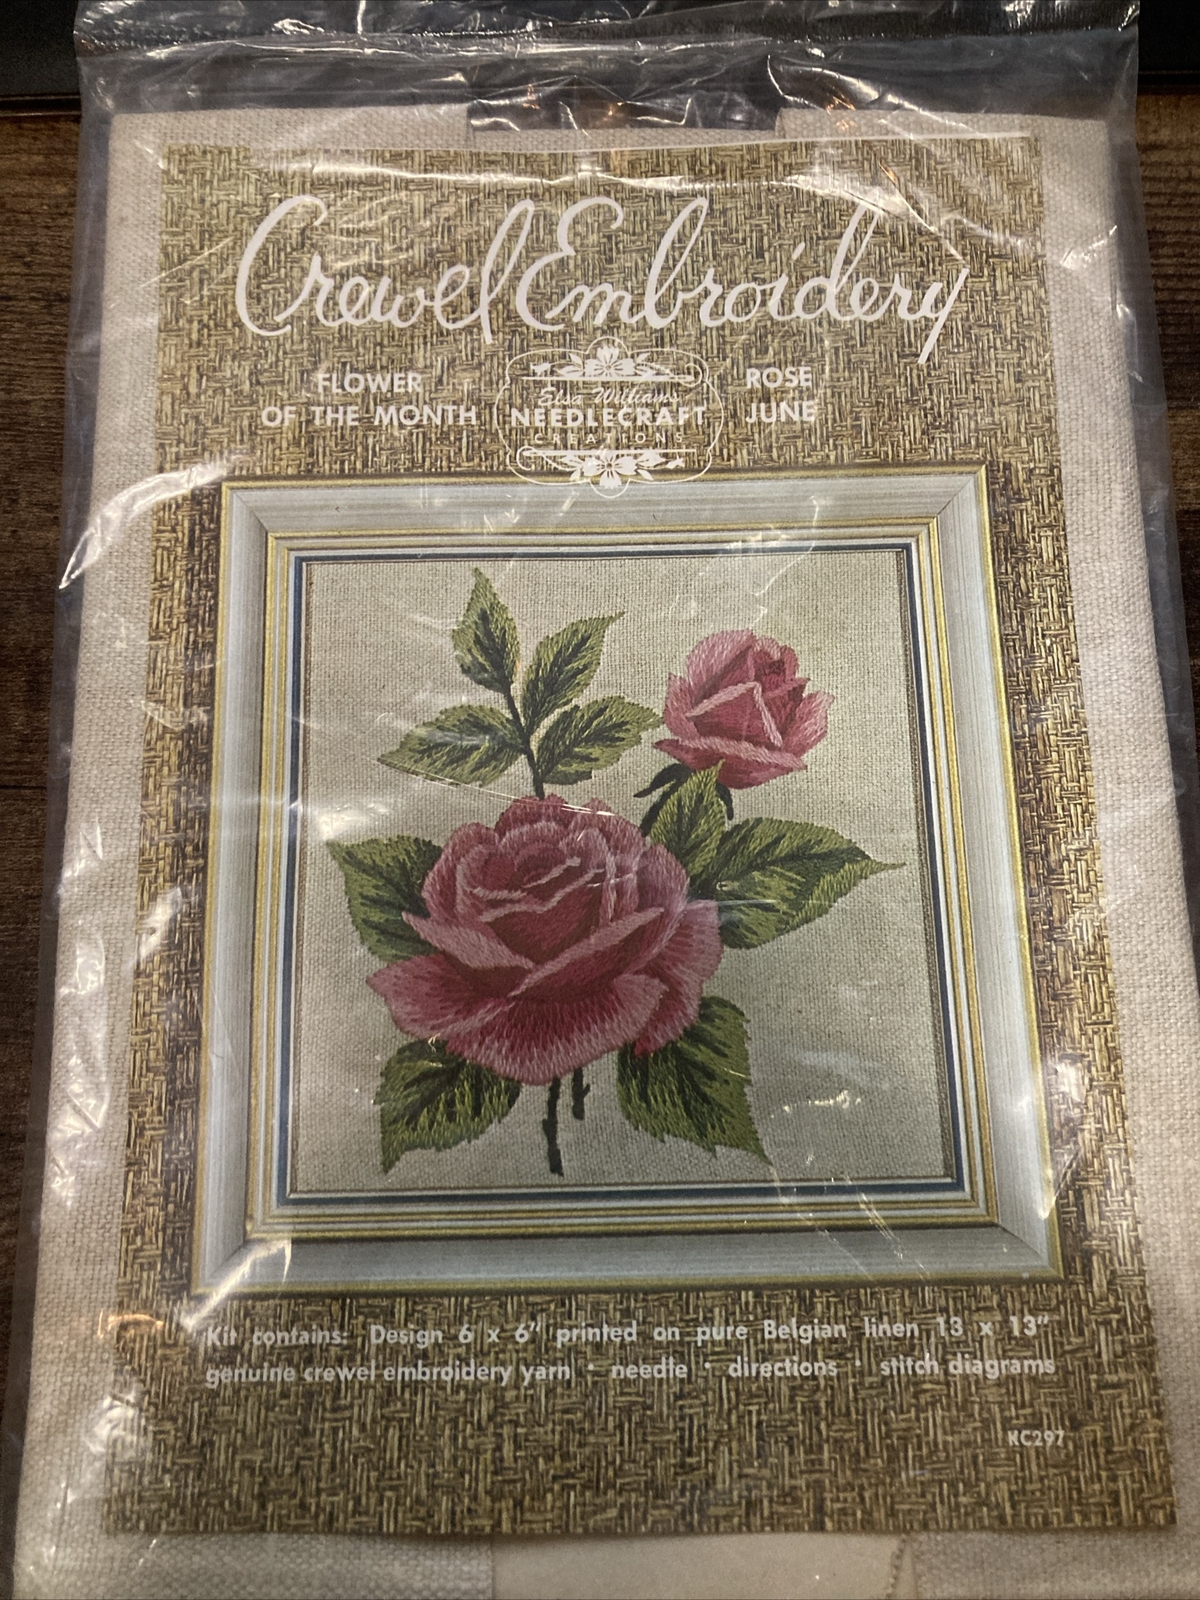 Crewel Embroidery
FLOWER
OF THE MONTH
Elsa Williams
NEEDLECRAFT
CREATIONS
ROSE
JUNE
Kit contains: Design 6 x 6" printed on pure Belgian linen 13 x 13"
genuine crewel embroidery yarn · needle · directions · stitch diagrams
KC297